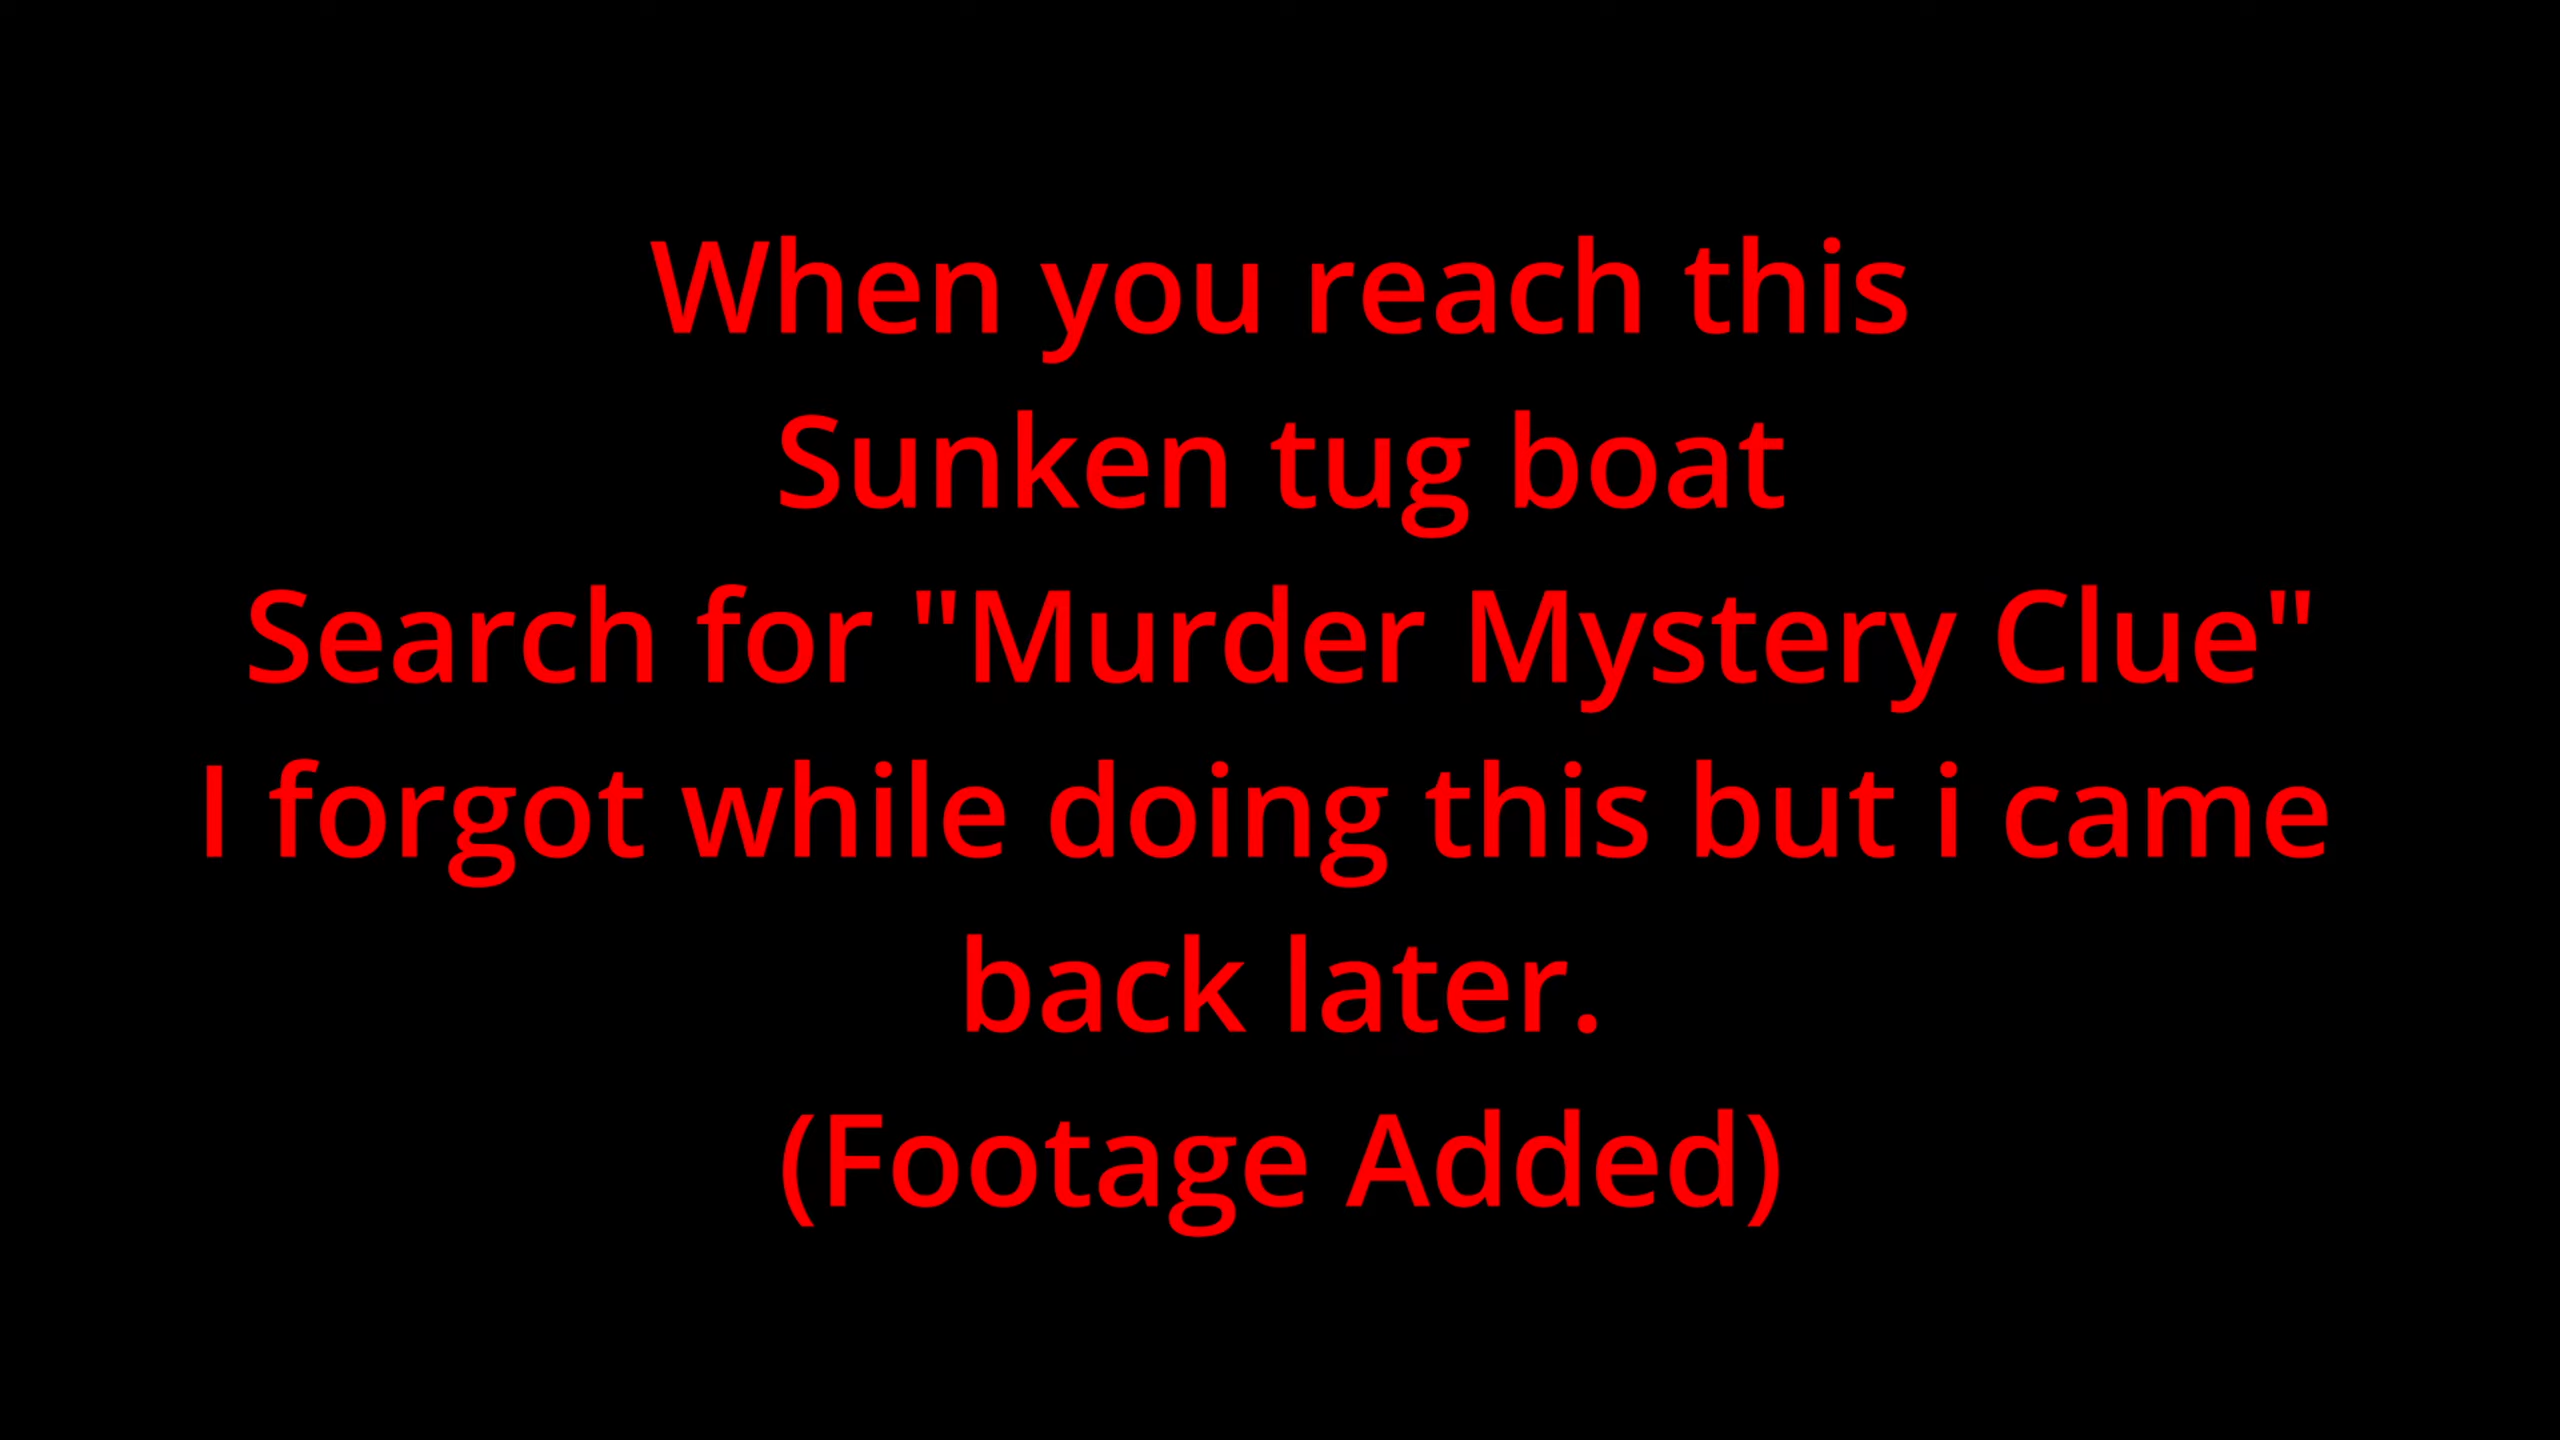 When you reach this
Sunken tug boat
Search for "Murder Mystery Clue"
I forgot while doing this but i came
back later.
(Footage Added)